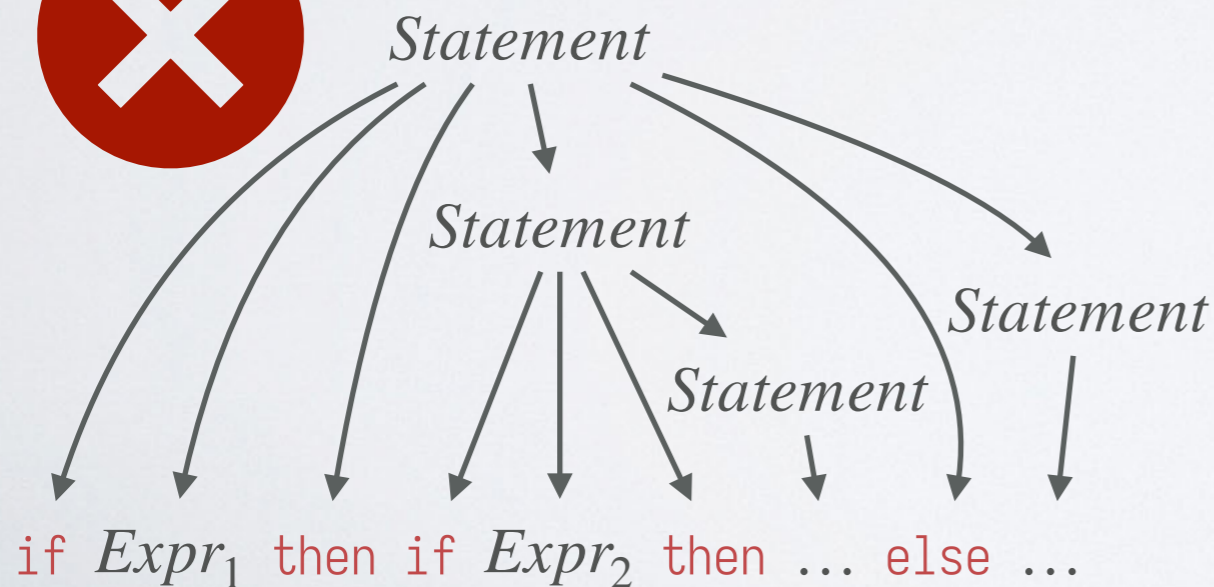 Statement
Statement
Statement
Statement
if Expr₁ then if Expr₂ then ... else ...